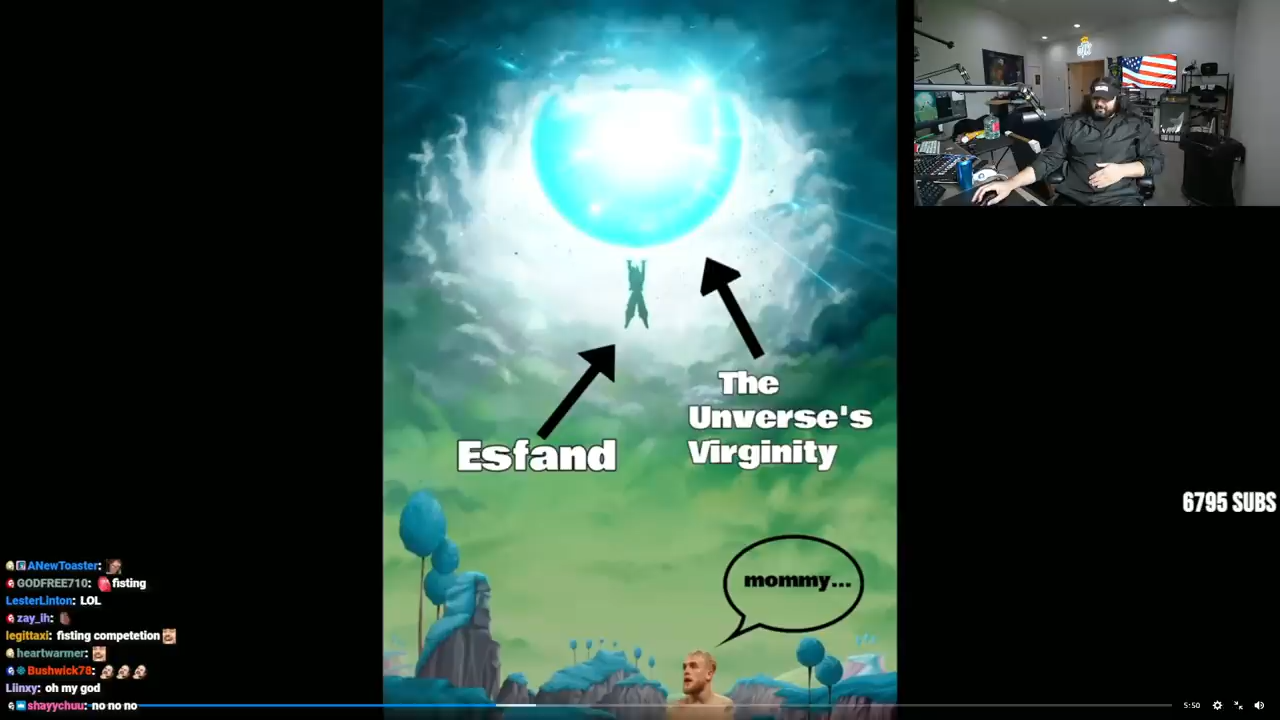 Esfand
The
Unverse's
Virginity
mommy...
6795 SUBS
ANewToaster:
GODFREE710: fisting
LesterLinton: LOL
zay_lh:
legittaxi: fisting competetion
heartwarmer:
Bushwick78:
Liinxy: oh my god
shayychuu: no no no
5:50